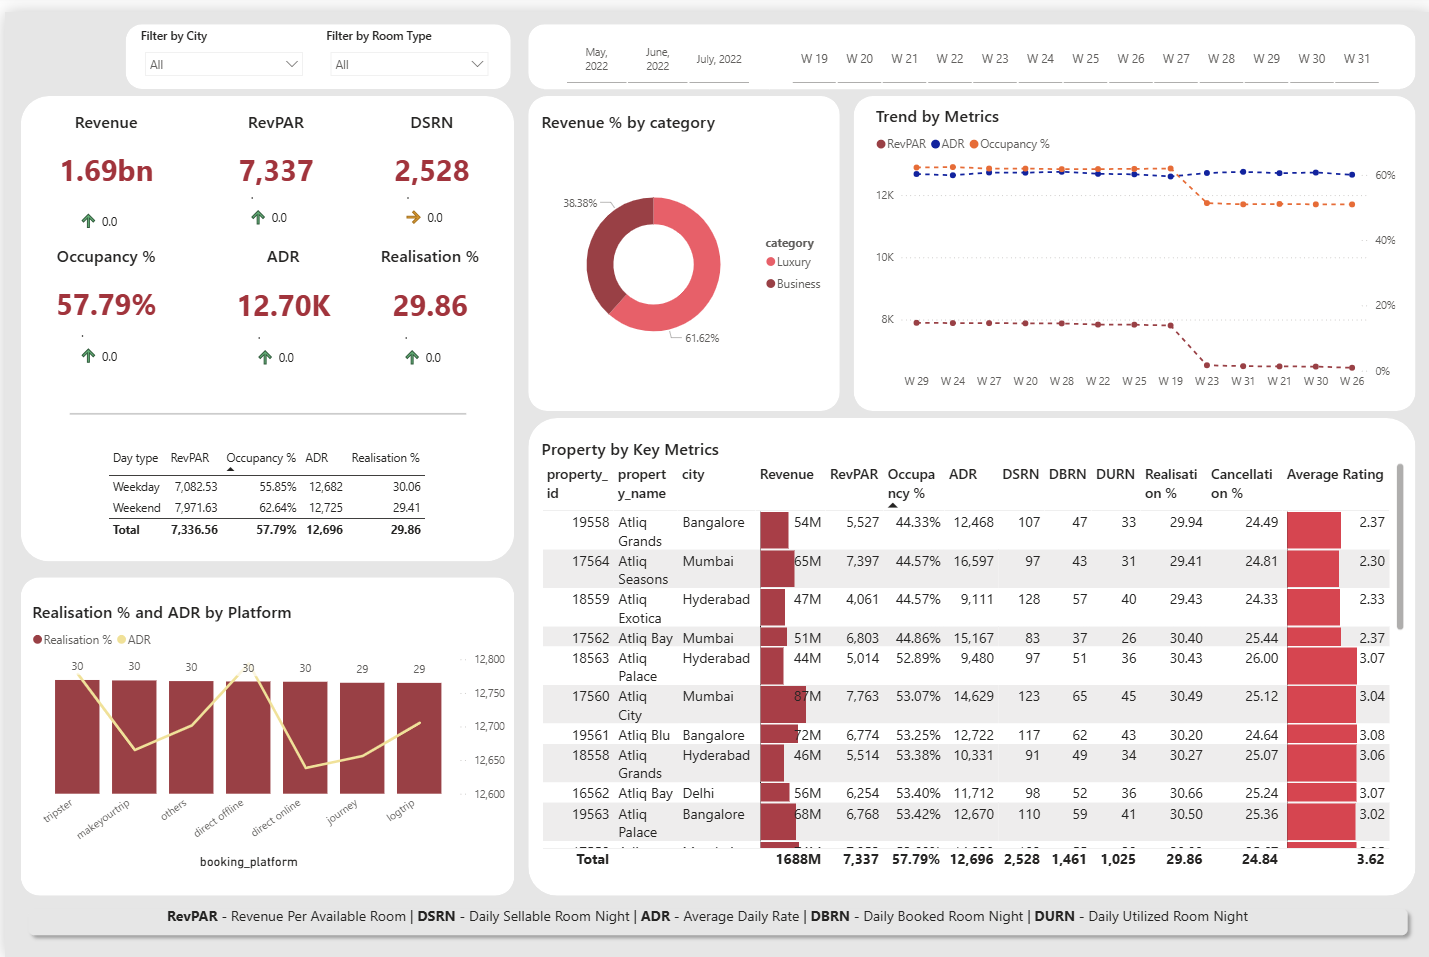 Filter by City
Filter by Room Type
All
All
May, 2022
June, 2022
July, 2022
W 19 W 20 W 21 W 22 W 23 W 24 W 25 W 26 W 27 W 28 W 29 W 30 W 31
Revenue RevPAR DSRN
1.69bn 7,337 2,528
0.0 0.0 0.0
Occupancy % ADR Realisation %
57.79% 12.70K 29.86
0.0 0.0 0.0
Day type RevPAR Occupancy % ADR Realisation %
Weekday 7,082.53 55.85% 12,682 30.06
Weekend 7,971.63 62.64% 12,725 29.41
Total 7,336.56 57.79% 12,696 29.86
Revenue % by category
38.38%
61.62%
category
Luxury
Business
Trend by Metrics
RevPAR ADR Occupancy %
12K
10K
8K
60%
40%
20%
0%
W 29 W 24 W 27 W 20 W 28 W 22 W 25 W 19 W 23 W 31 W 21 W 30 W 26
Realisation % and ADR by Platform
Realisation % ADR
30 30 30 30 30 29 29
12,800
12,750
12,700
12,650
12,600
tripster makeyourtrip others direct offline direct online journey logtrip
booking_platform
Property by Key Metrics
property_id property_name city Revenue RevPAR Occupancy % ADR DSRN DBRN DURN Realisation % Cancellation % Average Rating
19558 Atliq Grands Bangalore 54M 5,527 44.33% 12,468 107 47 33 29.94 24.49 2.37
17564 Atliq Seasons Mumbai 65M 7,397 44.57% 16,597 97 43 31 29.41 24.81 2.30
18559 Atliq Exotica Hyderabad 47M 4,061 44.57% 9,111 128 57 40 29.43 24.33 2.33
17562 Atliq Bay Mumbai 51M 6,803 44.86% 15,167 83 37 26 30.40 25.44 2.37
18563 Atliq Palace Hyderabad 44M 5,014 52.89% 9,480 97 51 36 30.43 26.00 3.07
17560 Atliq City Mumbai 87M 7,763 53.07% 14,629 123 65 45 30.49 25.12 3.04
19561 Atliq Blu Bangalore 72M 6,774 53.25% 12,722 117 62 43 30.20 24.64 3.08
18558 Atliq Grands Hyderabad 46M 5,514 53.38% 10,331 91 49 34 30.27 25.07 3.06
16562 Atliq Bay Delhi 56M 6,254 53.40% 11,712 98 52 36 30.66 25.24 3.07
19563 Atliq Palace Bangalore 68M 6,768 53.42% 12,670 110 59 41 30.50 25.36 3.02
Total 1688M 7,337 57.79% 12,696 2,528 1,461 1,025 29.86 24.84 3.62
RevPAR - Revenue Per Available Room | DSRN - Daily Sellable Room Night | ADR - Average Daily Rate | DBRN - Daily Booked Room Night | DURN - Daily Utilized Room Night